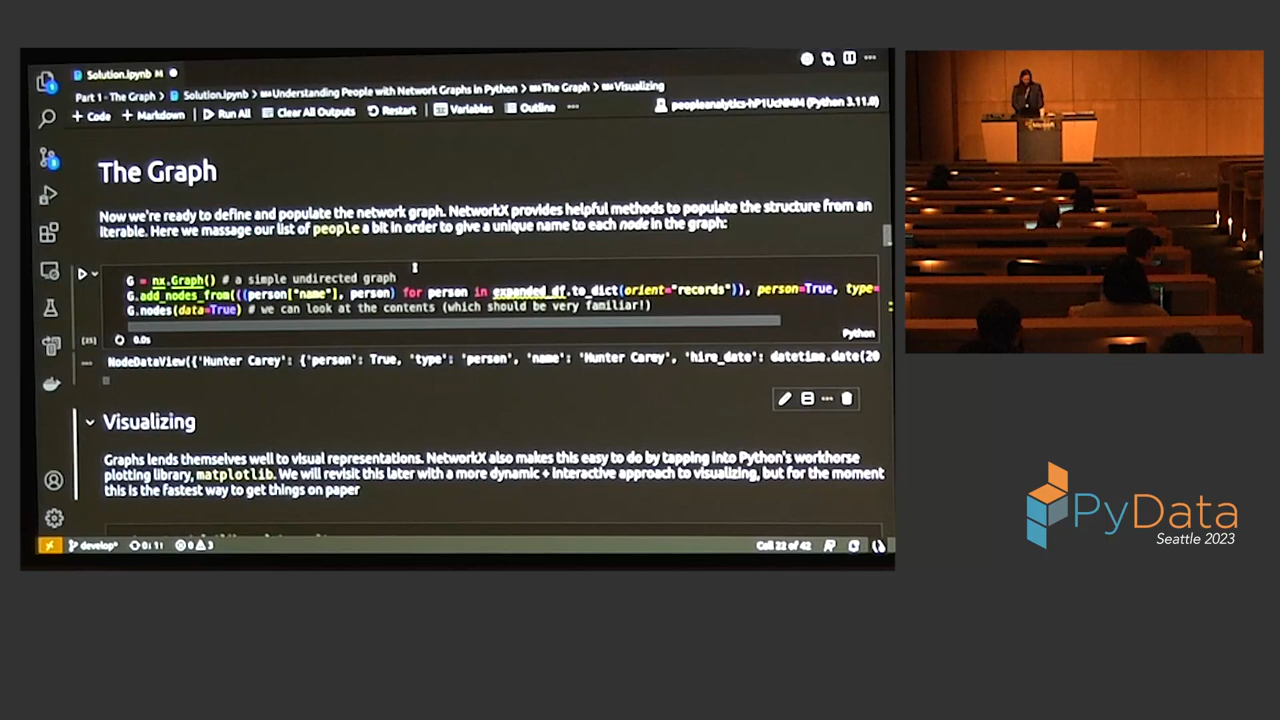 Solution.ipynb M
Part 1 - The Graph > Solution.ipynb > Understanding People with Network Graphs in Python > The Graph > Visualizing
+ Code + Markdown Run All Clear All Outputs Restart Variables Outline ...
peopleanalytics-hP1UcNMM (Python 3.11.0)
The Graph
Now we're ready to define and populate the network graph. NetworkX provides helpful methods to populate the structure from an
iterable. Here we massage our list of people a bit in order to give a unique name to each node in the graph:
G = nx.Graph() # a simple undirected graph
G.add_nodes_from(((person["name"], person) for person in expanded_df.to_dict(orient="records")), person=True, type=
G.nodes(data=True) # we can look at the contents (which should be very familiar!)
[25] 0.0s
Python
NodeDataView({'Hunter Carey': {'person': True, 'type': 'person', 'name': 'Hunter Carey', 'hire_date': datetime.date(20
Visualizing
Graphs lends themselves well to visual representations. NetworkX also makes this easy to do by tapping into Python's workhorse
plotting library, matplotlib. We will revisit this later with a more dynamic + interactive approach to visualizing, but for the moment
this is the fastest way to get things on paper
develop* 0↓ 1↑ 0 3
Cell 22 of 42
PyData
Seattle 2023